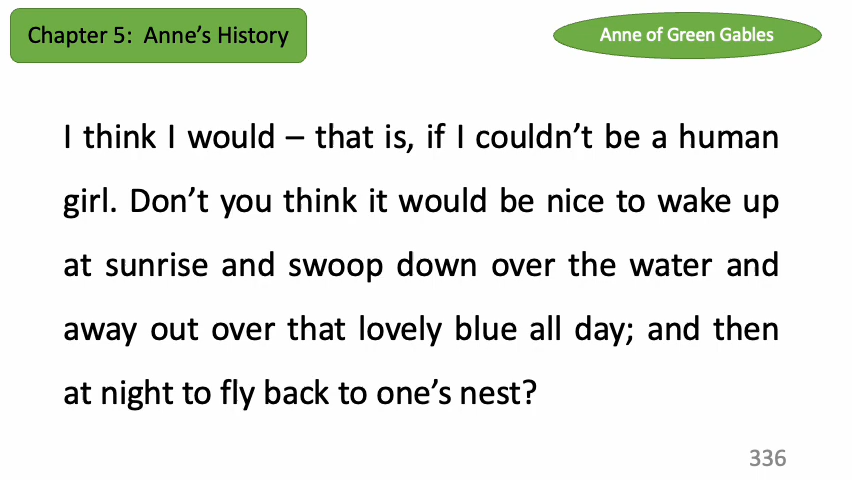 Chapter 5:  Anne’s History
Anne of Green Gables
I think I would – that is, if I couldn’t be a human
girl. Don’t you think it would be nice to wake up
at sunrise and swoop down over the water and
away out over that lovely blue all day; and then
at night to fly back to one’s nest?
336